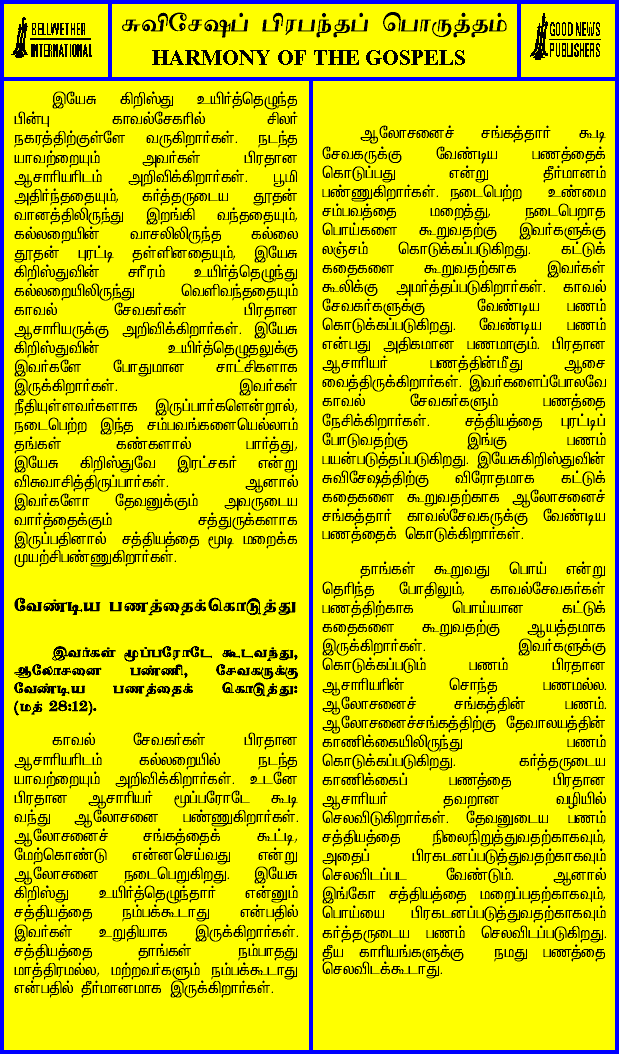 BELLWETHER
INTERNATIONAL
சுவிசேஷப் பிரபந்தப் பொருத்தம்
HARMONY OF THE GOSPELS
GOOD NEWS
PUBLISHERS
இயேசு கிறிஸ்து உயிர்த்தெழுந்த
பின்பு காவல்சேகரில் சிலர்
நகரத்திற்குள்ளே வருகிறார்கள். நடந்த
யாவற்றையும் அவர்கள் பிரதான
ஆசாரியரிடம் அறிவிக்கிறார்கள். பூமி
அதிர்ந்ததையும், கர்த்தருடைய தூதன்
வானத்திலிருந்து இறங்கி வந்ததையும்,
கல்லறையின் வாசலிலிருந்த கல்லை
தூதன் புரட்டி தள்ளினதையும், இயேசு
கிறிஸ்துவின் சரீரம் உயிர்த்தெழுந்து
கல்லறையிலிருந்து வெளிவந்ததையும்
காவல் சேவகர்கள் பிரதான
ஆசாரியருக்கு அறிவிக்கிறார்கள். இயேசு
கிறிஸ்துவின் உயிர்த்தெழுதலுக்கு
இவர்களே போதுமான சாட்சிகளாக
இருக்கிறார்கள். இவர்கள்
நீதியுள்ளவர்களாக இருப்பார்களென்றால்,
நடைபெற்ற இந்த சம்பவங்களையெல்லாம்
தங்கள் கண்களால் பார்த்து,
இயேசு கிறிஸ்துவே இரட்சகர் என்று
விசுவாசித்திருப்பார்கள். ஆனால்
இவர்களோ தேவனுக்கும் அவருடைய
வார்த்தைக்கும் சத்துருக்களாக
இருப்பதினால் சத்தியத்தை மூடி மறைக்க
முயற்சிபண்ணுகிறார்கள்.
வேண்டிய பணத்தைக்கொடுத்து
இவர்கள் மூப்பரோடே கூடவந்து,
ஆலோசனை பண்ணி, சேவகருக்கு
வேண்டிய பணத்தைக் கொடுத்து:
(மத் 28:12).
காவல் சேவகர்கள் பிரதான
ஆசாரியரிடம் கல்லறையில் நடந்த
யாவற்றையும் அறிவிக்கிறார்கள். உடனே
பிரதான ஆசாரியர் மூப்பரோடே கூடி
வந்து ஆலோசனை பண்ணுகிறார்கள்.
ஆலோசனைச் சங்கத்தைக் கூட்டி,
மேற்கொண்டு என்னசெய்வது என்று
ஆலோசனை நடைபெறுகிறது. இயேசு
கிறிஸ்து உயிர்த்தெழுந்தார் என்னும்
சத்தியத்தை நம்பக்கூடாது என்பதில்
இவர்கள் உறுதியாக இருக்கிறார்கள்.
சத்தியத்தை தாங்கள் நம்பாதது
மாத்திரமல்ல, மற்றவர்களும் நம்பக்கூடாது
என்பதில் தீர்மானமாக இருக்கிறார்கள்.
ஆலோசனைச் சங்கத்தார் கூடி
சேவகருக்கு வேண்டிய பணத்தைக்
கொடுப்பது என்று தீர்மானம்
பண்ணுகிறார்கள். நடைபெற்ற உண்மை
சம்பவத்தை மறைத்து, நடைபெறாத
பொய்களை கூறுவதற்கு இவர்களுக்கு
லஞ்சம் கொடுக்கப்படுகிறது. கட்டுக்
கதைகளை கூறுவதற்காக இவர்கள்
கூலிக்கு அமர்த்தப்படுகிறார்கள். காவல்
சேவகர்களுக்கு வேண்டிய பணம்
கொடுக்கப்படுகிறது. வேண்டிய பணம்
என்பது அதிகமான பணமாகும். பிரதான
ஆசாரியர் பணத்தின்மீது ஆசை
வைத்திருக்கிறார்கள். இவர்களைப்போலவே
காவல் சேவகர்களும் பணத்தை
நேசிக்கிறார்கள். சத்தியத்தை புரட்டிப்
போடுவதற்கு இங்கு பணம்
பயன்படுத்தப்படுகிறது. இயேசுகிறிஸ்துவின்
சுவிசேஷத்திற்கு விரோதமாக கட்டுக்
கதைகளை கூறுவதற்காக ஆலோசனைச்
சங்கத்தார் காவல்சேவகருக்கு வேண்டிய
பணத்தைக் கொடுக்கிறார்கள்.
தாங்கள் கூறுவது பொய் என்று
தெரிந்த போதிலும், காவல்சேவகர்கள்
பணத்திற்காக பொய்யான கட்டுக்
கதைகளை கூறுவதற்கு ஆயத்தமாக
இருக்கிறார்கள். இவர்களுக்கு
கொடுக்கப்படும் பணம் பிரதான
ஆசாரியரின் சொந்த பணமல்ல.
ஆலோசனைச் சங்கத்தின் பணம்.
ஆலோசனைச்சங்கத்திற்கு தேவாலயத்தின்
காணிக்கையிலிருந்து பணம்
கொடுக்கப்படுகிறது. கர்த்தருடைய
காணிக்கைப் பணத்தை பிரதான
ஆசாரியர் தவறான வழியில்
செலவிடுகிறார்கள். தேவனுடைய பணம்
சத்தியத்தை நிலைநிறுத்துவதற்காகவும்,
அதைப் பிரகடனப்படுத்துவதற்காகவும்
செலவிடப்பட வேண்டும். ஆனால்
இங்கோ சத்தியத்தை மறைப்பதற்காகவும்,
பொய்யை பிரகடனப்படுத்துவதற்காகவும்
கர்த்தருடைய பணம் செலவிடப்படுகிறது.
தீய காரியங்களுக்கு நமது பணத்தை
செலவிடக்கூடாது.